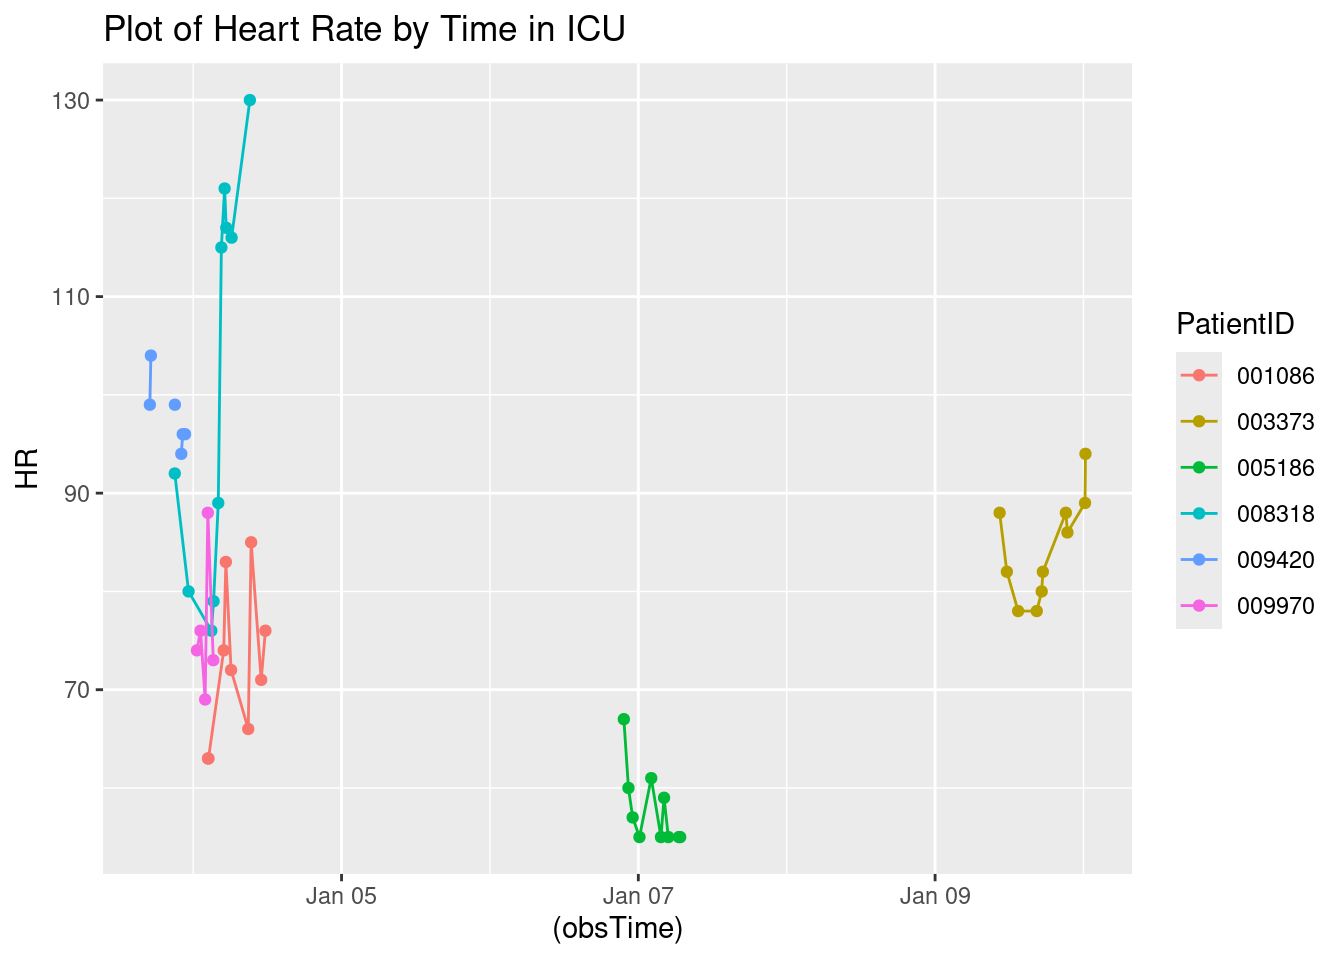 Plot of Heart Rate by Time in ICU
130
110
90
70
HR
Jan 05
Jan 07
Jan 09
(obsTime)
PatientID
001086
003373
005186
008318
009420
009970